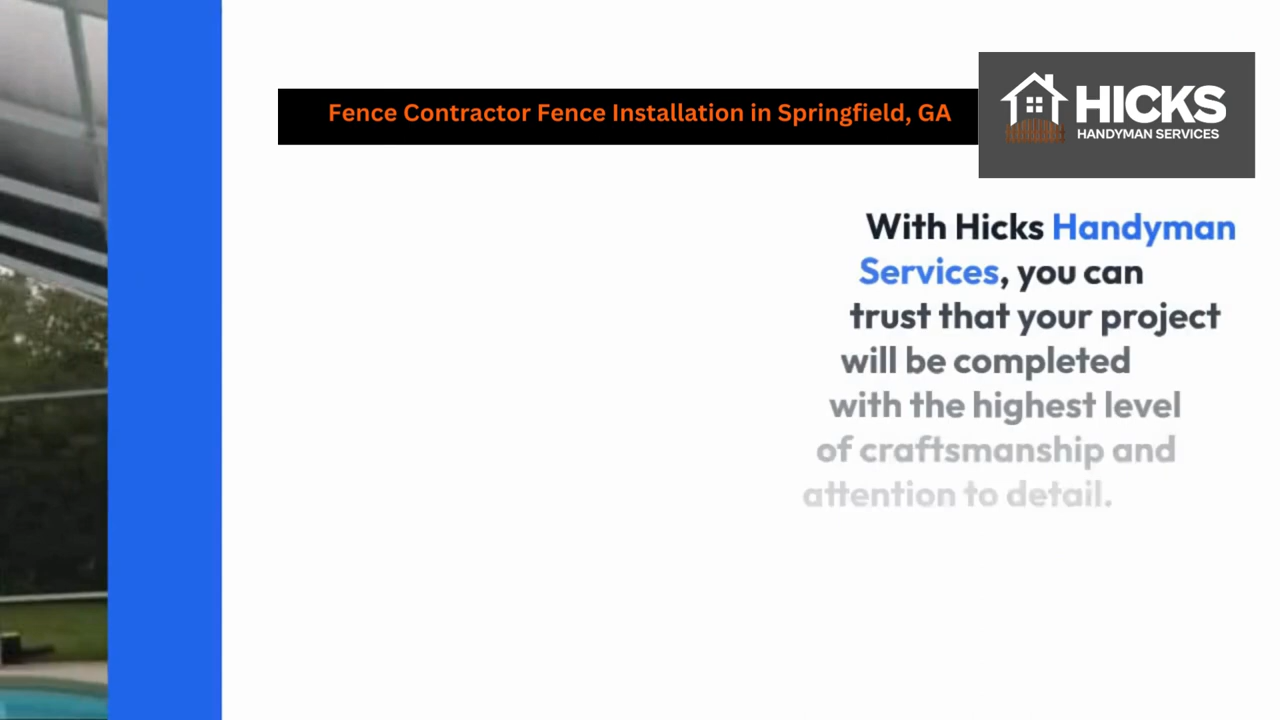 Fence Contractor Fence Installation in Springfield, GA
HICKS
HANDYMAN SERVICES
With Hicks Handyman
Services, you can
trust that your project
will be completed
with the highest level
of craftsmanship and
attention to detail.